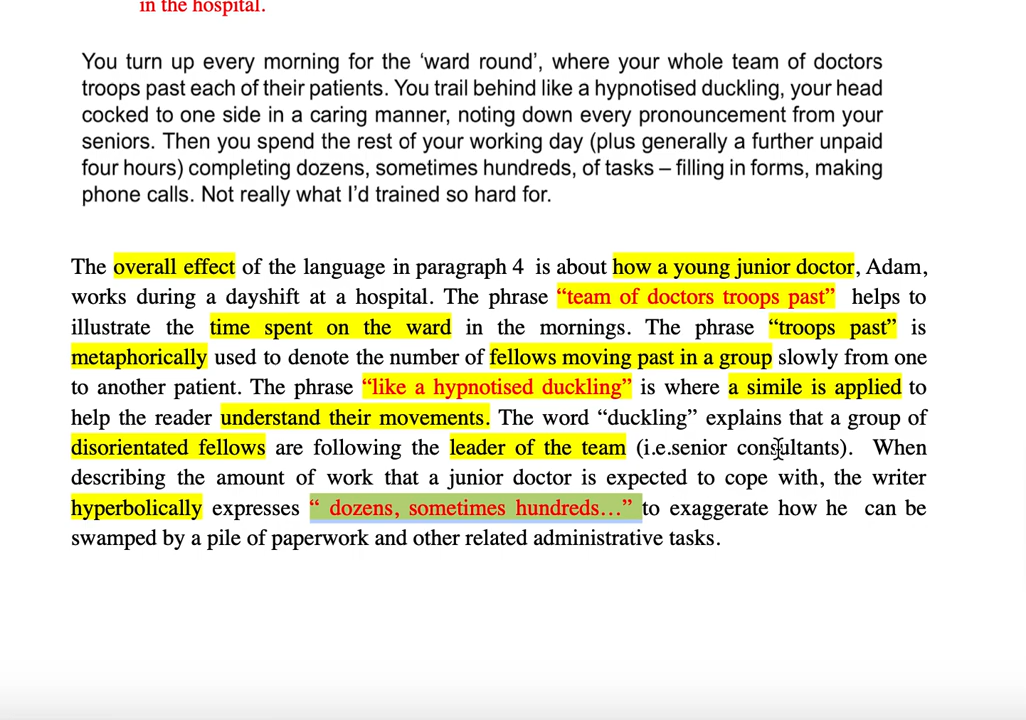 in the hospital.
You turn up every morning for the ‘ward round’, where your whole team of doctors
troops past each of their patients. You trail behind like a hypnotised duckling, your head
cocked to one side in a caring manner, noting down every pronouncement from your
seniors. Then you spend the rest of your working day (plus generally a further unpaid
four hours) completing dozens, sometimes hundreds, of tasks – filling in forms, making
phone calls. Not really what I’d trained so hard for.
The overall effect of the language in paragraph 4 is about how a young junior doctor, Adam,
works during a dayshift at a hospital. The phrase “team of doctors troops past” helps to
illustrate the time spent on the ward in the mornings. The phrase “troops past” is
metaphorically used to denote the number of fellows moving past in a group slowly from one
to another patient. The phrase “like a hypnotised duckling” is where a simile is applied to
help the reader understand their movements. The word “duckling” explains that a group of
disorientated fellows are following the leader of the team (i.e.senior consultants). When
describing the amount of work that a junior doctor is expected to cope with, the writer
hyperbolically expresses “ dozens, sometimes hundreds…” to exaggerate how he can be
swamped by a pile of paperwork and other related administrative tasks.